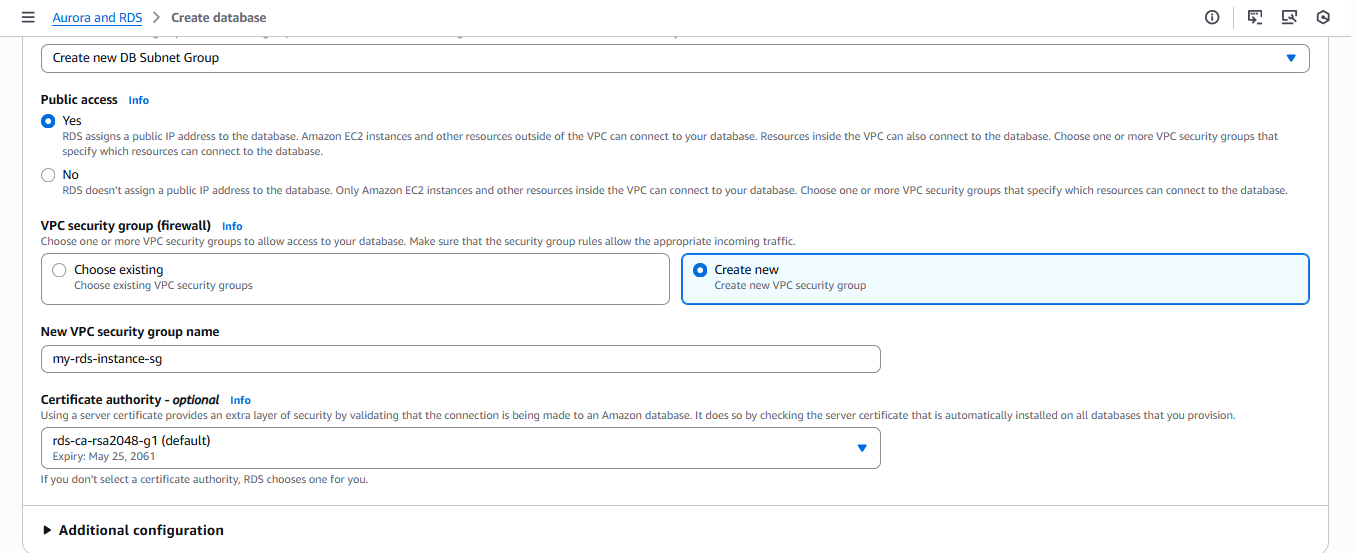 Aurora and RDS > Create database
Create new DB Subnet Group
Public access Info
Yes
RDS assigns a public IP address to the database. Amazon EC2 instances and other resources outside of the VPC can connect to your database. Resources inside the VPC can also connect to the database. Choose one or more VPC security groups that
specify which resources can connect to the database.
No
RDS doesn't assign a public IP address to the database. Only Amazon EC2 instances and other resources inside the VPC can connect to your database. Choose one or more VPC security groups that specify which resources can connect to the database.
VPC security group (firewall) Info
Choose one or more VPC security groups to allow access to your database. Make sure that the security group rules allow the appropriate incoming traffic.
Choose existing
Choose existing VPC security groups
Create new
Create new VPC security group
New VPC security group name
my-rds-instance-sg
Certificate authority - optional Info
Using a server certificate provides an extra layer of security by validating that the connection is being made to an Amazon database. It does so by checking the server certificate that is automatically installed on all databases that you provision.
rds-ca-rsa2048-g1 (default)
Expiry: May 25, 2061
If you don't select a certificate authority, RDS chooses one for you.
Additional configuration